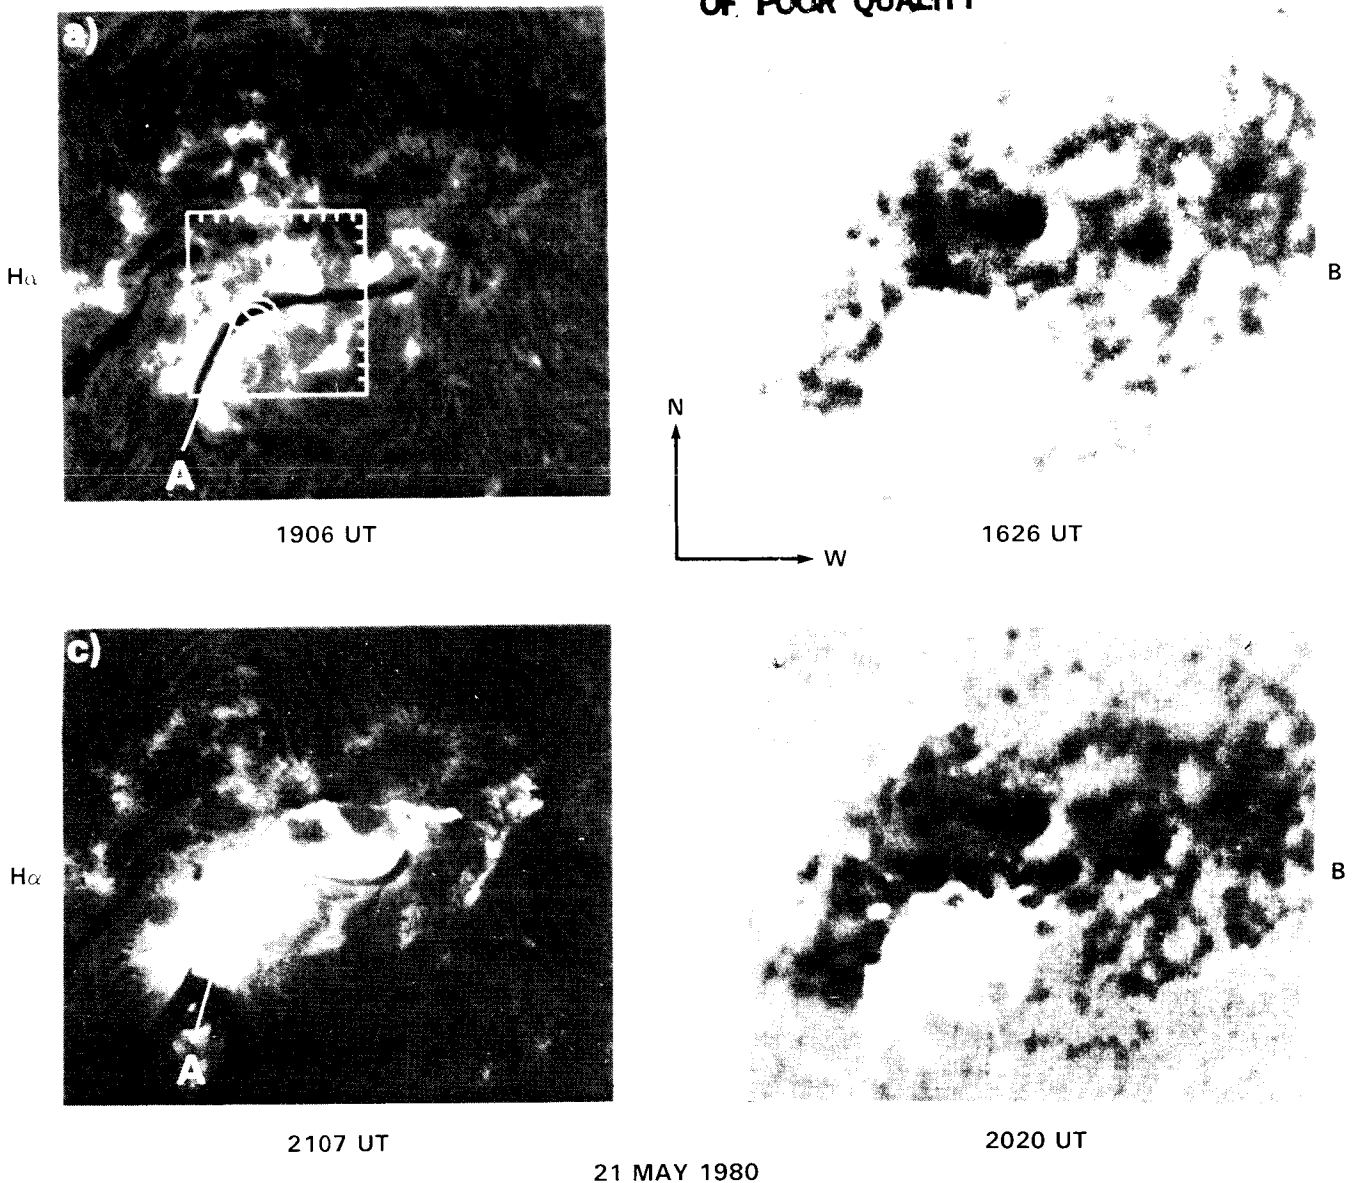 OF POOR QUALITY
a)
Hα
A
1906 UT
N
W
B
1626 UT
c)
Hα
A
2107 UT
B
2020 UT
21 MAY 1980